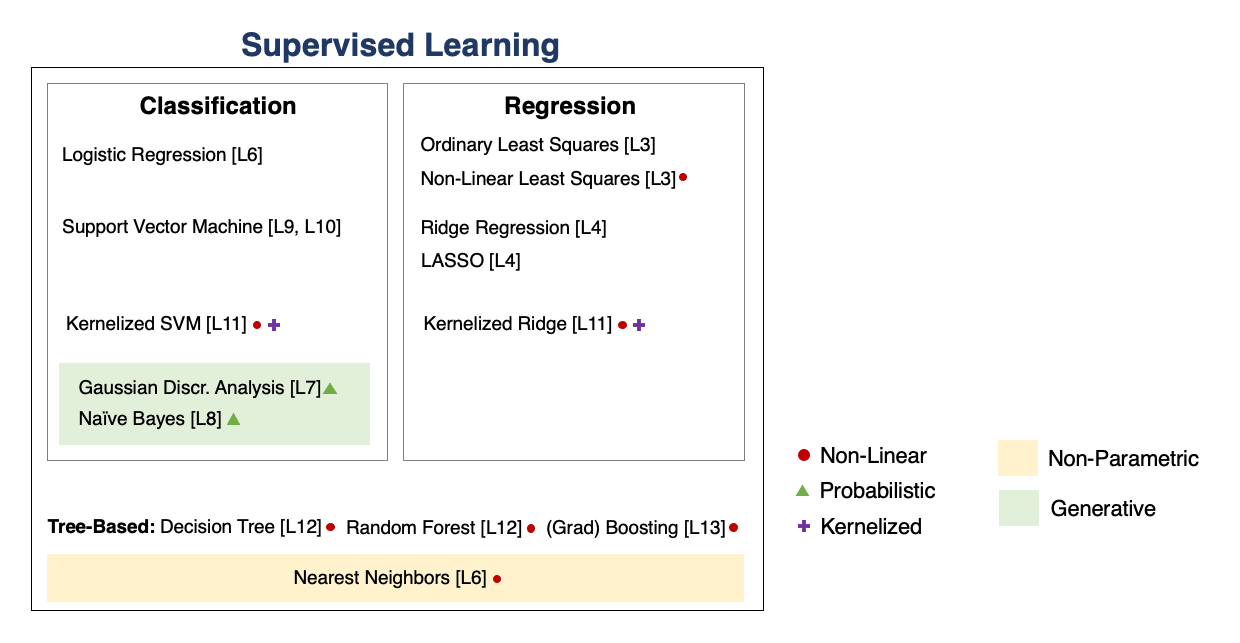 Supervised Learning
Classification
Logistic Regression [L6]
Support Vector Machine [L9, L10]
Kernelized SVM [L11]
Gaussian Discr. Analysis [L7]
Naïve Bayes [L8]
Regression
Ordinary Least Squares [L3]
Non-Linear Least Squares [L3]
Ridge Regression [L4]
LASSO [L4]
Kernelized Ridge [L11]
Tree-Based: Decision Tree [L12] Random Forest [L12] (Grad) Boosting [L13]
Nearest Neighbors [L6]
Non-Linear
Probabilistic
Kernelized
Non-Parametric
Generative